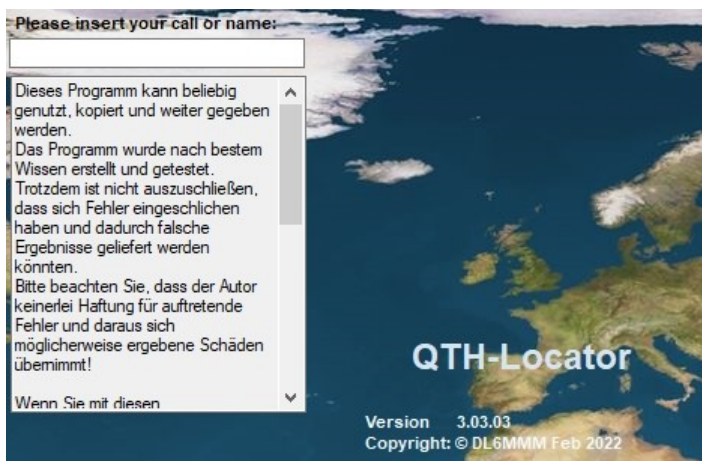 Please insert your call or name:
Dieses Programm kann beliebig
genutzt, kopiert und weiter gegeben
werden.
Das Programm wurde nach bestem
Wissen erstellt und getestet.
Trotzdem ist nicht auszuschließen,
dass sich Fehler eingeschlichen
haben und dadurch falsche
Ergebnisse geliefert werden
könnten.
Bitte beachten Sie, dass der Autor
keinerlei Haftung für auftretende
Fehler und daraus sich
möglicherweise ergebene Schäden
übernimmt!
Wenn Sie mit diesen
QTH-Locator
Version 3.03.03
Copyright: © DL6MMM Feb 2022